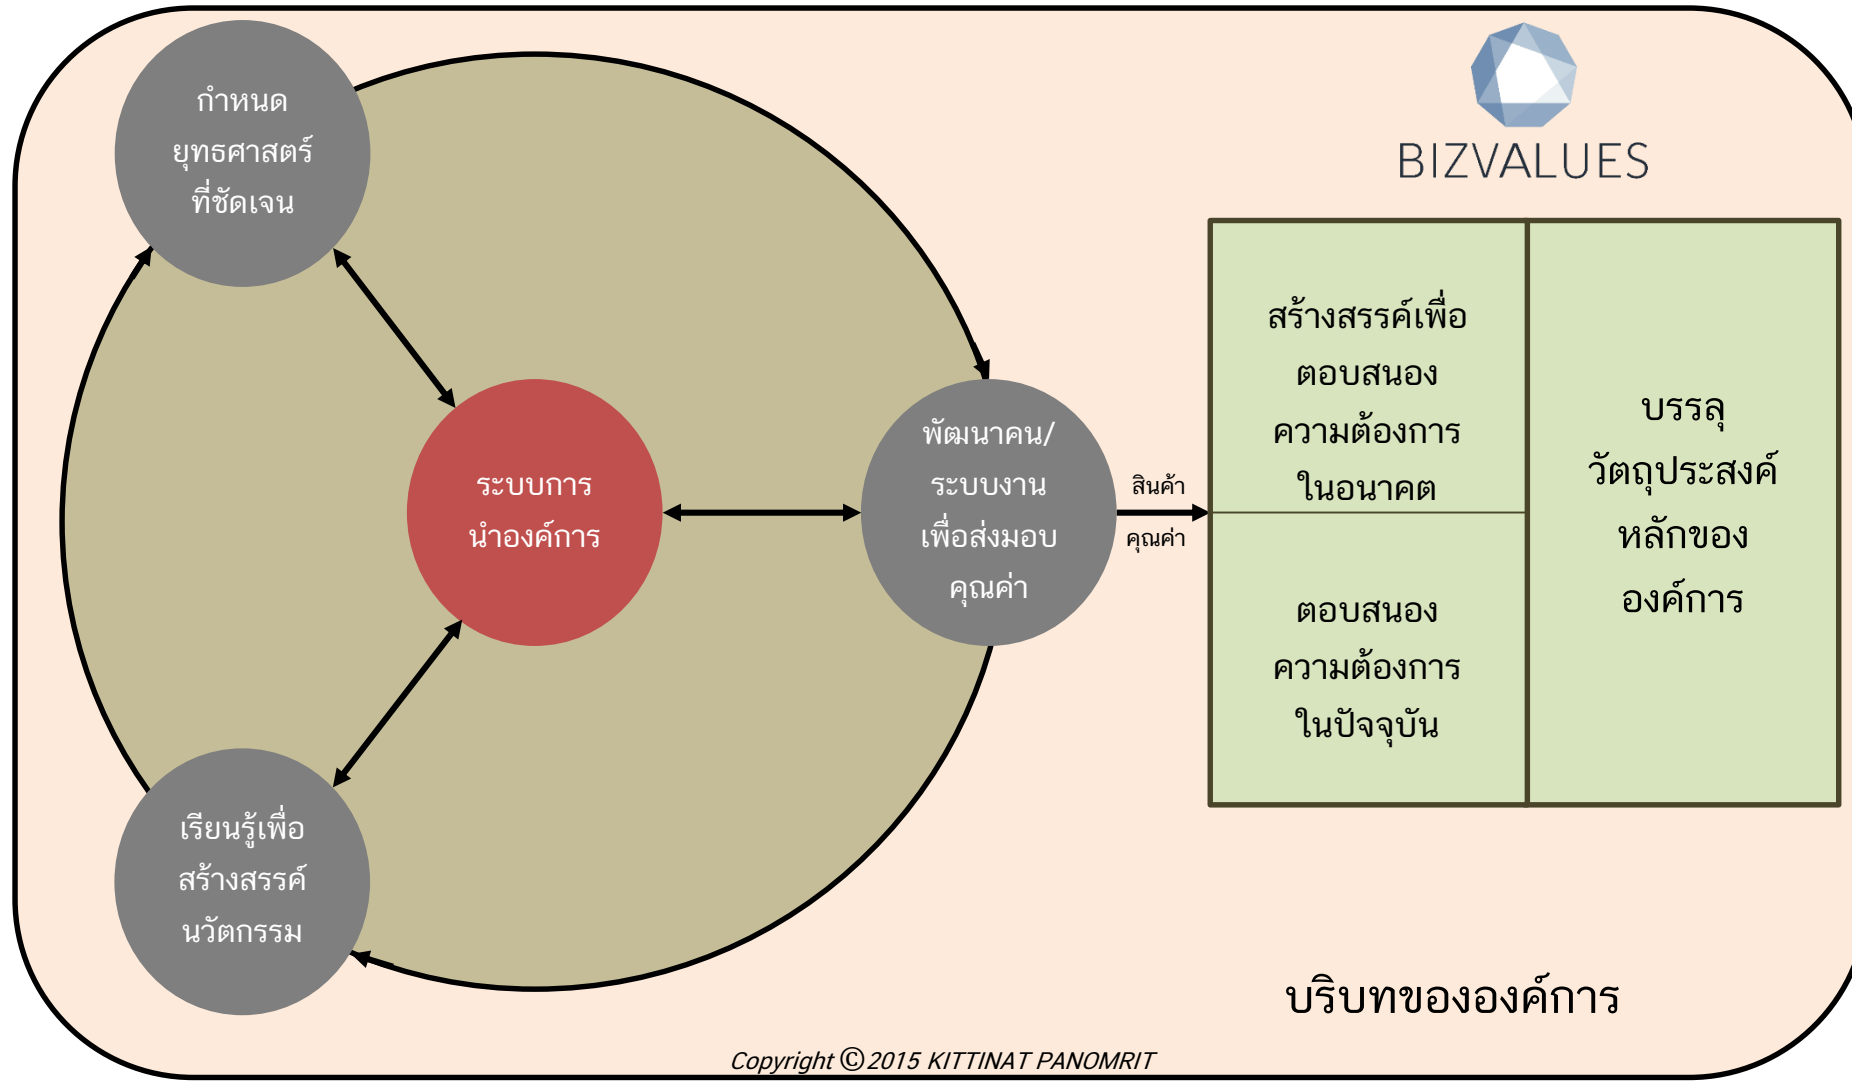 กำหนด
ยุทธศาสตร์
ที่ชัดเจน
BIZVALUES
สร้างสรรค์เพื่อ
ตอบสนอง
ความต้องการ
ในอนาคต
บรรลุ
วัตถุประสงค์
หลักของ
องค์การ
ระบบการ
นำองค์การ
พัฒนาคน/
ระบบงาน
เพื่อส่งมอบ
คุณค่า
สินค้า
คุณค่า
ตอบสนอง
ความต้องการ
ในปัจจุบัน
เรียนรู้เพื่อ
สร้างสรรค์
นวัตกรรม
บริบทขององค์การ
Copyright © 2015 KITTINAT PANOMRIT